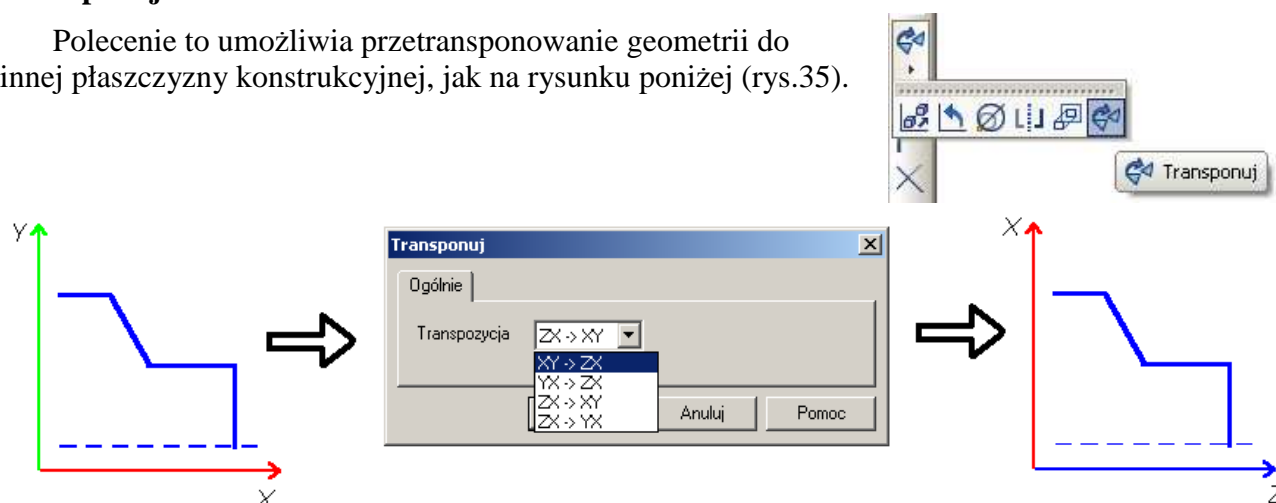 Polecenie to umożliwia przetransponowanie geometrii do
innej płaszczyzny konstrukcyjnej, jak na rysunku poniżej (rys.35).
Transponuj
Y
X
Transponuj
Ogólnie
Transpozycja
ZX -> XY
XY -> ZX
YX -> ZX
ZX -> XY
ZX -> YX
Anuluj
Pomoc
X
Z